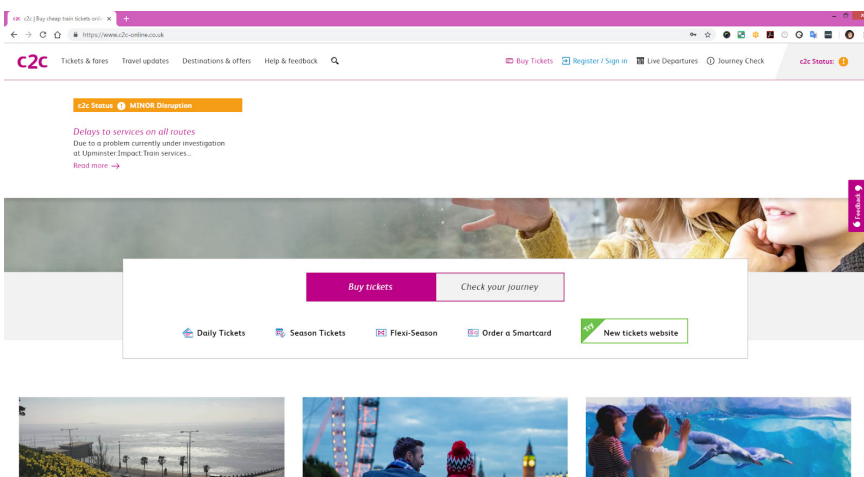 c2c | Buy cheap train tickets onli
https://www.c2c-online.co.uk
c2c
Tickets & fares
Travel updates
Destinations & offers
Help & feedback
Buy Tickets
Register / Sign in
Live Departures
Journey Check
c2c Status:
c2c Status MINOR Disruption
Delays to services on all routes
Due to a problem currently under investigation
at Upminster:Impact:Train services...
Read more
Feedback
Buy tickets
Check your journey
Daily Tickets
Season Tickets
Flexi-Season
Order a Smartcard
Try
New tickets website